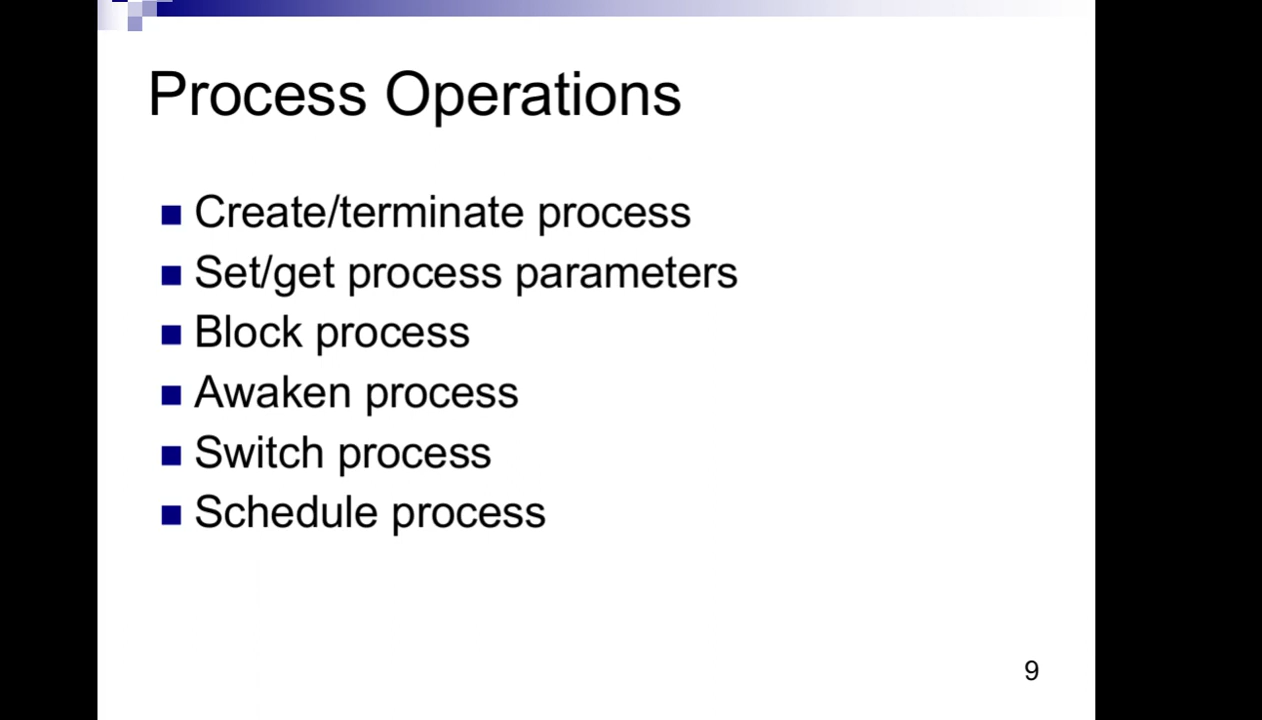 Process Operations
Create/terminate process
Set/get process parameters
Block process
Awaken process
Switch process
Schedule process
9